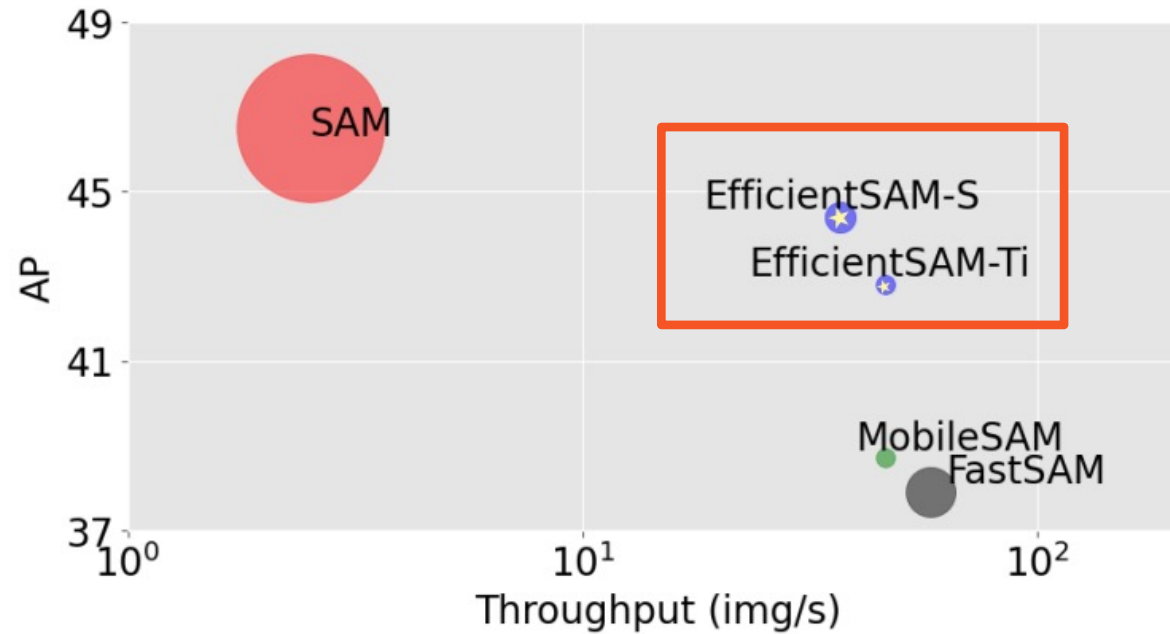 49
SAM
45
EfficientSAM-S
EfficientSAM-Ti
AP
41
MobileSAM
FastSAM
37
10⁰
10¹
10²
Throughput (img/s)